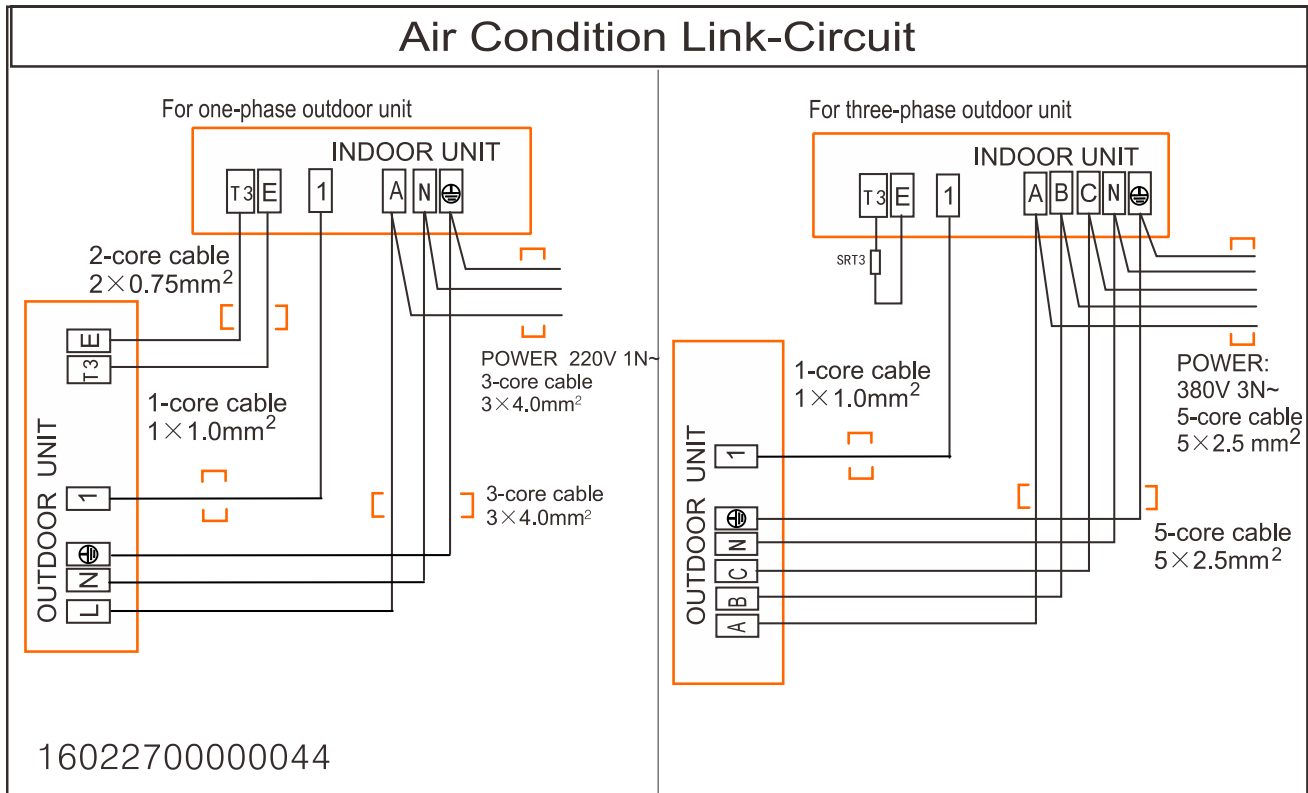 Air Condition Link-Circuit
For one-phase outdoor unit
INDOOR UNIT
T3 E 1 A N
2-core cable
2×0.75mm²
E
T3
1-core cable
1×1.0mm²
POWER 220V 1N~
3-core cable
3×4.0mm²
OUTDOOR UNIT
1
N
L
3-core cable
3×4.0mm²
16022700000044
For three-phase outdoor unit
INDOOR UNIT
T3 E 1 A B C N
SRT3
1-core cable
1×1.0mm²
POWER:
380V 3N~
5-core cable
5×2.5 mm²
OUTDOOR UNIT
1
N
C
B
A
5-core cable
5×2.5mm²